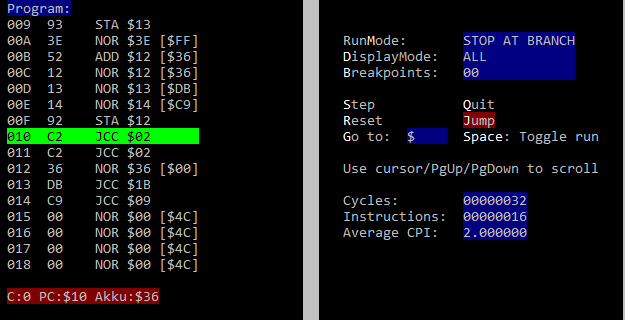 Program:
009  93     STA $13
00A  3E     NOR $3E [$FF]
00B  52     ADD $12 [$36]
00C  12     NOR $12 [$36]
00D  13     NOR $13 [$DB]
00E  14     NOR $14 [$C9]
00F  92     STA $12
010  C2     JCC $02
011  C2     JCC $02
012  36     NOR $36 [$00]
013  DB     JCC $1B
014  C9     JCC $09
015  00     NOR $00 [$4C]
016  00     NOR $00 [$4C]
017  00     NOR $00 [$4C]
018  00     NOR $00 [$4C]
C:0 PC:$10 Akku:$36
RunMode:       STOP AT BRANCH
DisplayMode:   ALL
Breakpoints:   00
Step           Quit
Reset          Jump
Go to:  $      Space: Toggle run
Use cursor/PgUp/PgDown to scroll
Cycles:        00000032
Instructions:  00000016
Average CPI:   2.000000